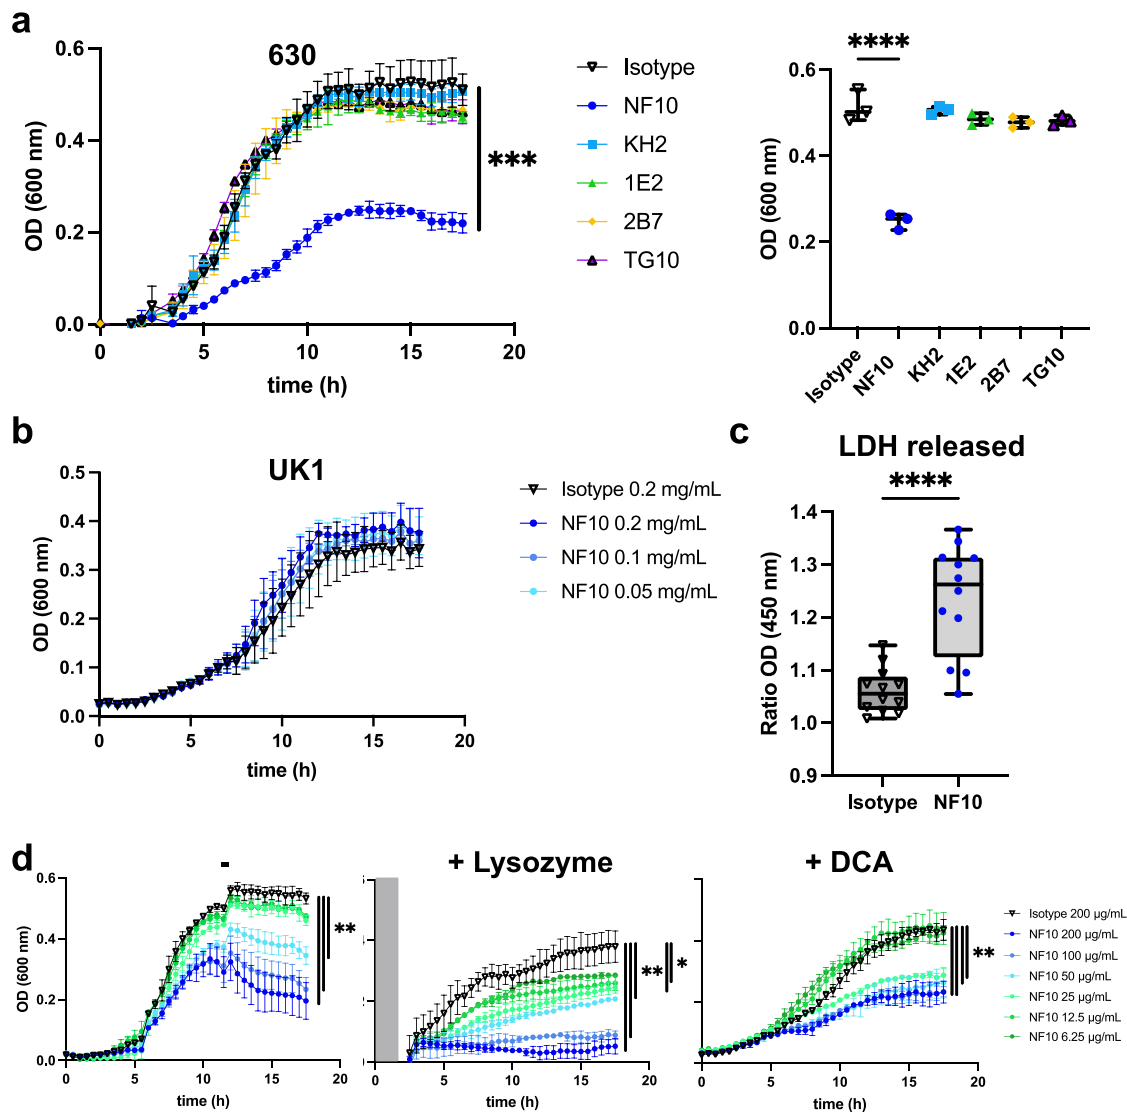 a
630
OD (600 nm)
0.6
0.4
0.2
0.0
0
5
10
15
20
time (h)
***
Isotype
NF10
KH2
1E2
2B7
TG10
****
OD (600 nm)
0.6
0.4
0.2
0.0
Isotype
NF10
KH2
1E2
2B7
TG10
b
UK1
OD (600 nm)
0.5
0.4
0.3
0.2
0.1
0.0
0
5
10
15
20
time (h)
Isotype 0.2 mg/mL
NF10 0.2 mg/mL
NF10 0.1 mg/mL
NF10 0.05 mg/mL
c
LDH released
****
Ratio OD (450 nm)
1.4
1.3
1.2
1.1
1.0
0.9
Isotype
NF10
d
-
OD (600 nm)
0.6
0.4
0.2
0.0
0
5
10
15
20
time (h)
**
+ Lysozyme
0
5
10
15
20
time (h)
**
*
+ DCA
0
5
10
15
20
time (h)
**
Isotype 200 µg/mL
NF10 200 µg/mL
NF10 100 µg/mL
NF10 50 µg/mL
NF10 25 µg/mL
NF10 12.5 µg/mL
NF10 6.25 µg/mL